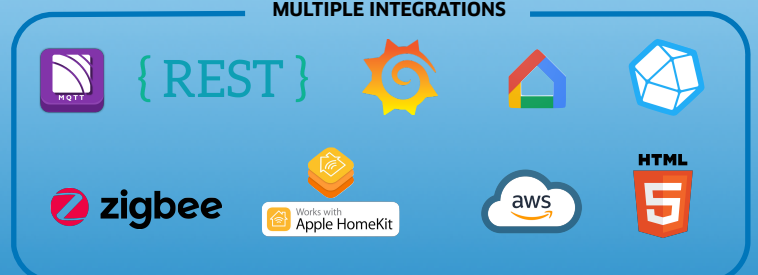 MULTIPLE INTEGRATIONS
MQTT
{ REST }
zigbee
Works with
Apple HomeKit
aws
HTML
5